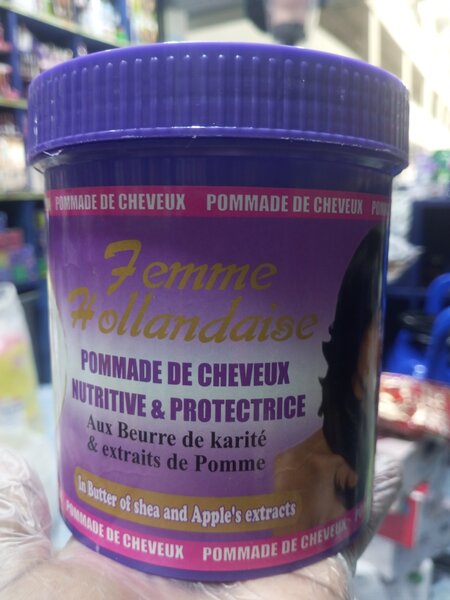 POMMADE DE CHEVEUX POMMADE DE CHEVEUX
Femme
Hollandaise
POMMADE DE CHEVEUX
NUTRITIVE & PROTECTRICE
Aux Beurre de karité
& extraits de Pomme
In Butter of shea and Apple's extracts
POMMADE DE CHEVEUX POMMADE DE CHEVEUX